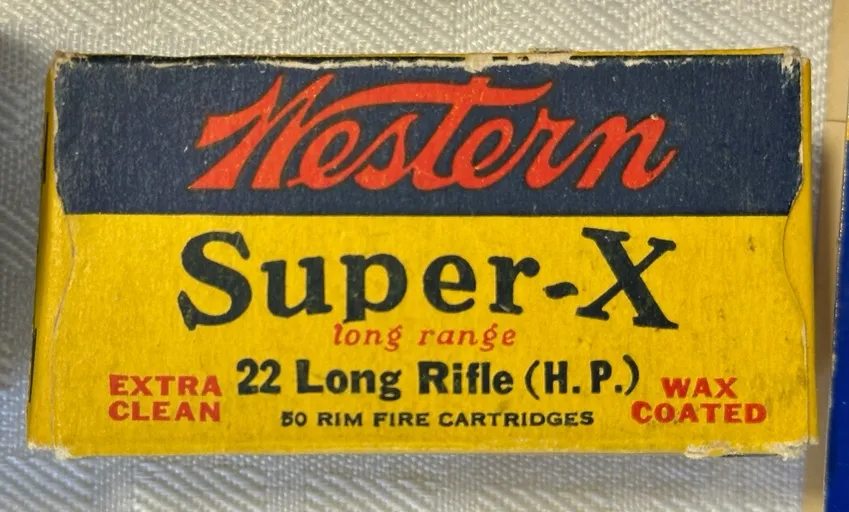 Western
Super-X
long range
22 Long Rifle (H. P.)
EXTRA CLEAN
50 RIM FIRE CARTRIDGES
WAX COATED